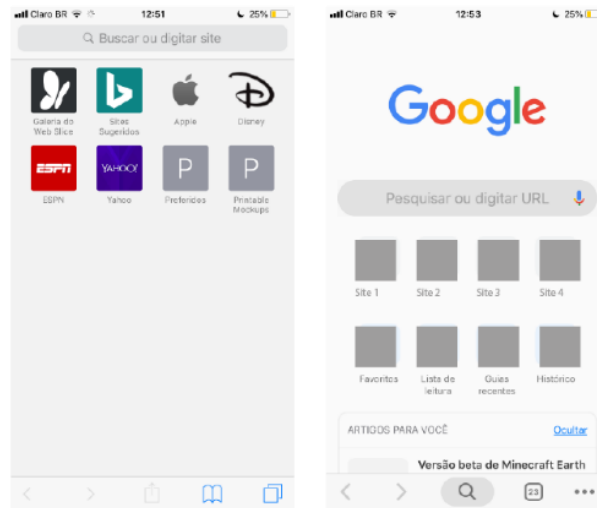 Claro BR 12:51 25%
Buscar ou digitar site
Galeria do Web Slice
Sites Sugeridos
Apple
Disney
ESPN
YAHOO!
P
P
ESPN
Yahoo
Preferidos
Printable Mockups
Claro BR 12:53 25%
Google
Pesquisar ou digitar URL
Site 1
Site 2
Site 3
Site 4
Favoritos
Lista de leitura
Guias recentes
Histórico
ARTIGOS PARA VOCÊ
Ocultar
Versão beta de Minecraft Earth
23